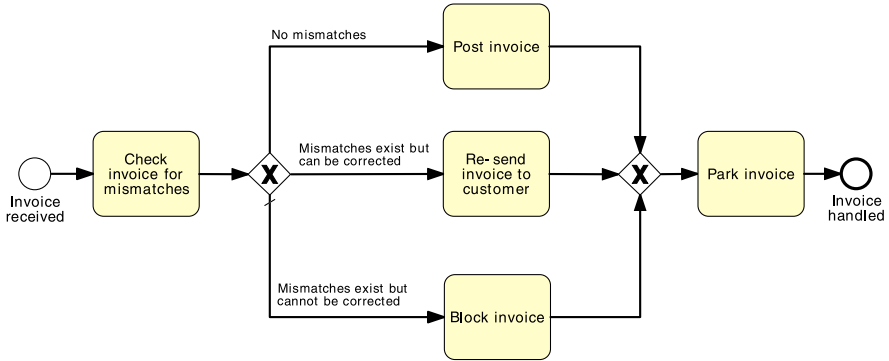 No mismatches
Post invoice
Mismatches exist but
can be corrected
Check
invoice for
mismatches
X
Re-send
invoice to
customer
X
Park invoice
Invoice
received
Invoice
handled
Mismatches exist but
cannot be corrected
Block invoice